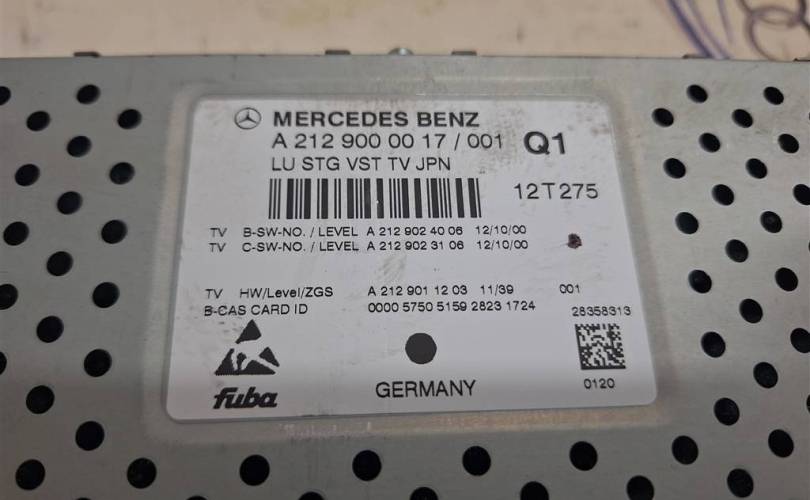 MERCEDES BENZ
A 212 900 00 17 / 001 Q1
LU STG VST TV JPN
12T275
TV B-SW-NO. / LEVEL A 212 902 40 06 12/10/00
TV C-SW-NO. / LEVEL A 212 902 31 06 12/10/00
TV HW/Level/ZGS A 212 901 12 03 11/39 001
B-CAS CARD ID 0000 5750 5159 2823 1724
28358313
0120
fuba
GERMANY